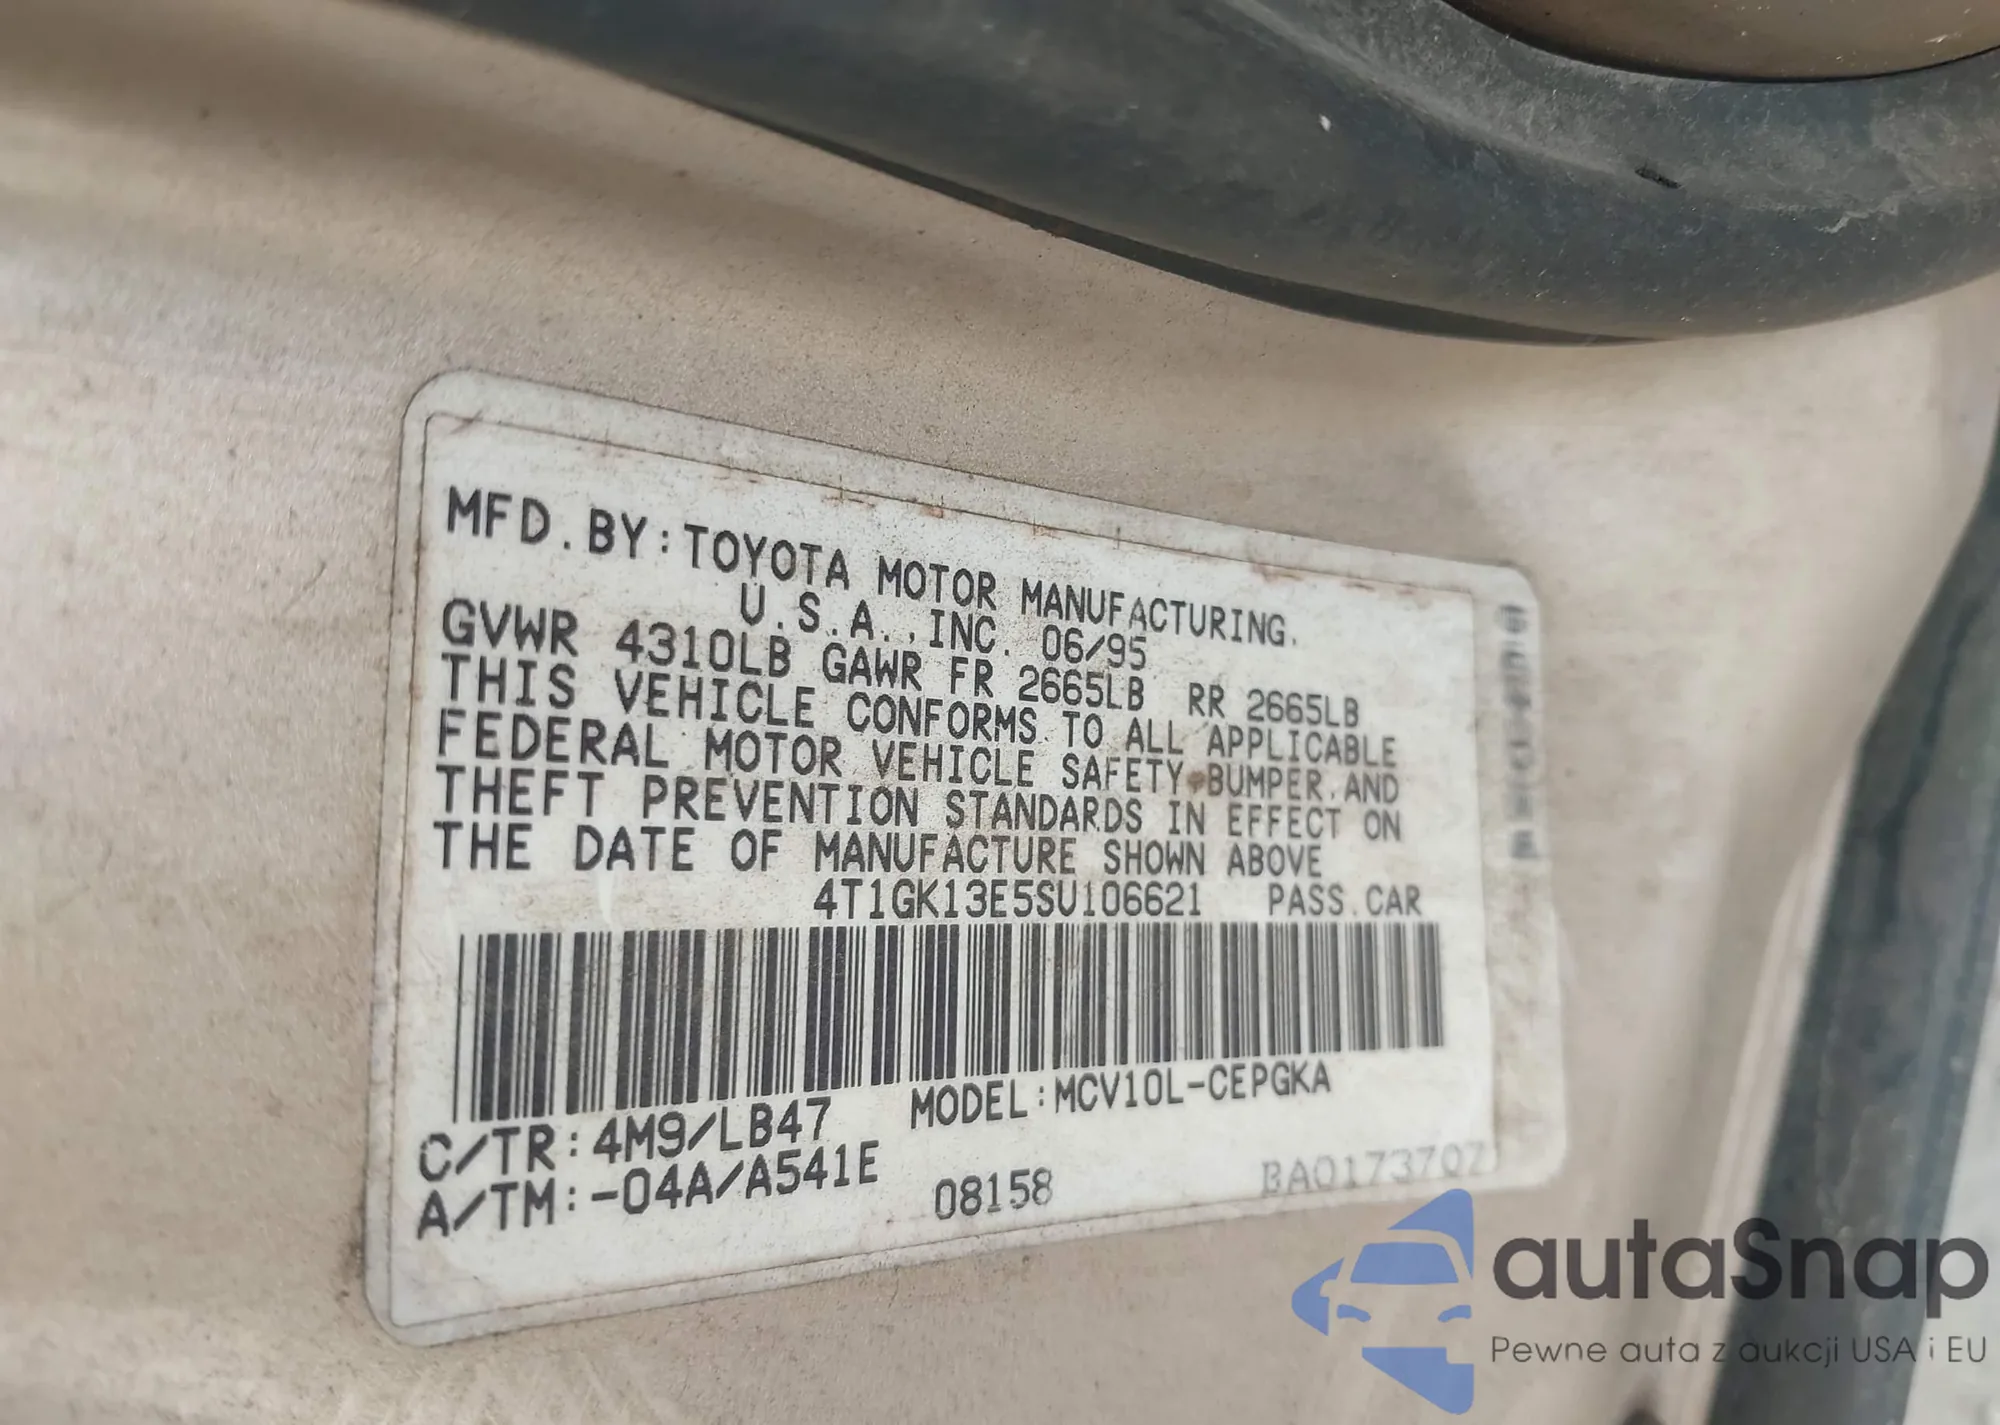 MFD.BY:TOYOTA MOTOR MANUFACTURING.
U.S.A.,INC. 06/95
GVWR 4310LB GAWR FR 2665LB RR 2665LB
THIS VEHICLE CONFORMS TO ALL APPLICABLE
FEDERAL MOTOR VEHICLE SAFETY BUMPER,AND
THEFT PREVENTION STANDARDS IN EFFECT ON
THE DATE OF MANUFACTURE SHOWN ABOVE
4T1GK13E5SU106621 PASS.CAR
C/TR:4M9/LB47 MODEL:MCV10L-CEPGKA
A/TM:-04A/A541E 08158 BA0173707
autaSnap
Pewne auta z aukcji USA i EU